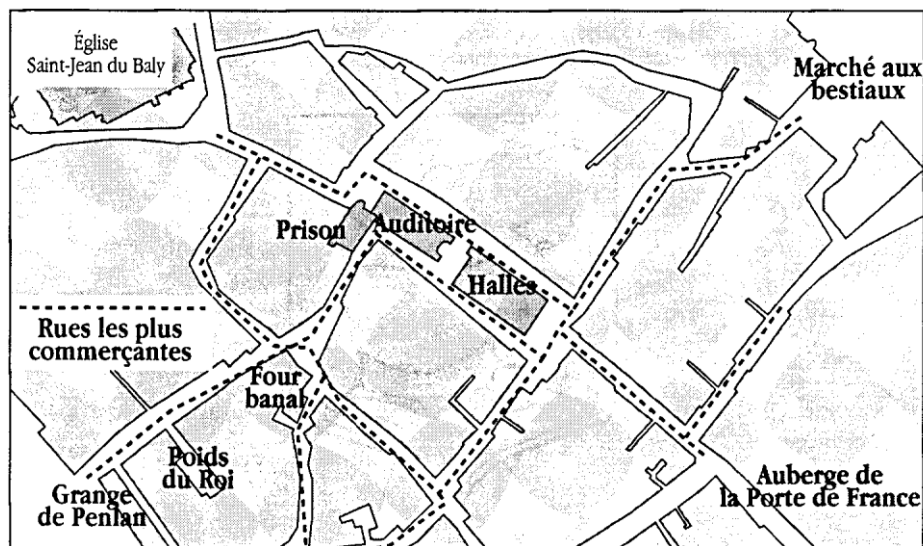 Église
Saint-Jean du Baly
Marché aux
bestiaux
Prison
Auditoire
Halles
Rues les plus
commerçantes
Four
banal
Poids
du Roi
Grange
de Penlan
Auberge de
la Porte de France